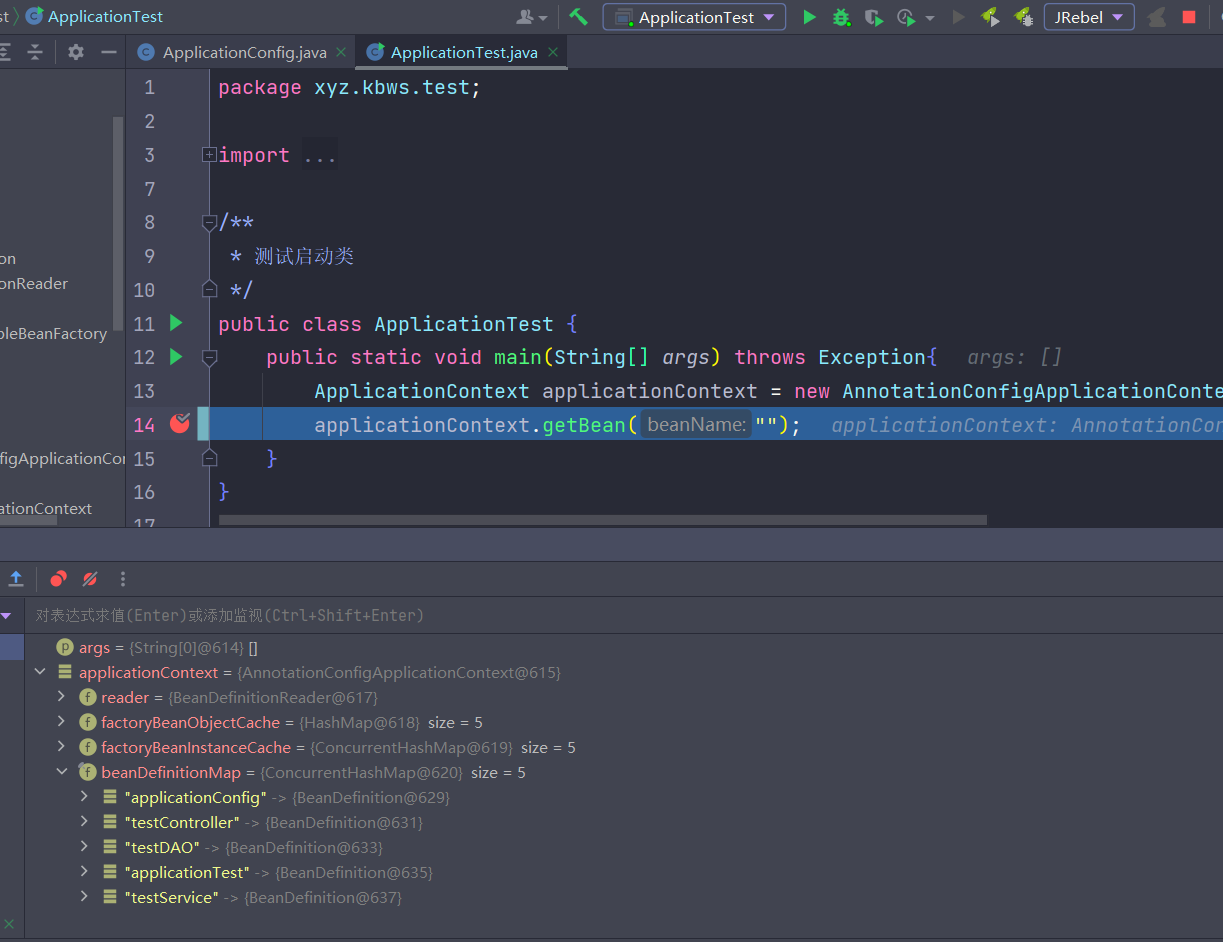 st ApplicationTest ApplicationTest JRebel
ApplicationConfig.java ApplicationTest.java
1 package xyz.kbws.test;
2
3 import ...
7
8 /**
9 * 测试启动类
10 */
11 public class ApplicationTest {
12 public static void main(String[] args) throws Exception{ args: []
13 ApplicationContext applicationContext = new AnnotationConfigApplicationConte
14 applicationContext.getBean( beanName: ""); applicationContext: AnnotationCon
15 }
16 }
17
on
onReader
bleBeanFactory
figApplicationCon
ationContext
对表达式求值(Enter)或添加监视(Ctrl+Shift+Enter)
p args = {String[0]@614} []
applicationContext = {AnnotationConfigApplicationContext@615}
f reader = {BeanDefinitionReader@617}
f factoryBeanObjectCache = {HashMap@618} size = 5
f factoryBeanInstanceCache = {ConcurrentHashMap@619} size = 5
f beanDefinitionMap = {ConcurrentHashMap@620} size = 5
"applicationConfig" -> {BeanDefinition@629}
"testController" -> {BeanDefinition@631}
"testDAO" -> {BeanDefinition@633}
"applicationTest" -> {BeanDefinition@635}
"testService" -> {BeanDefinition@637}